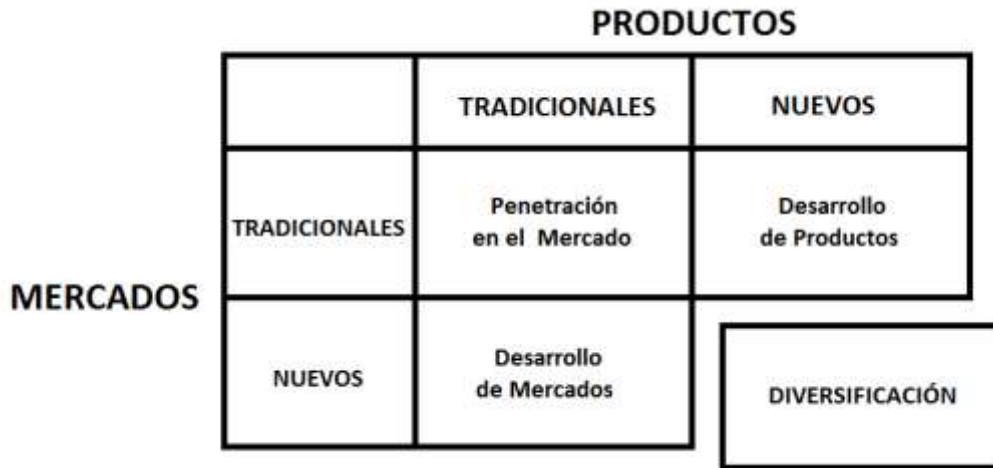 PRODUCTOS
TRADICIONALES NUEVOS
TRADICIONALES
Penetración
en el Mercado
Desarrollo
de Productos
MERCADOS
NUEVOS
Desarrollo
de Mercados
DIVERSIFICACIÓN